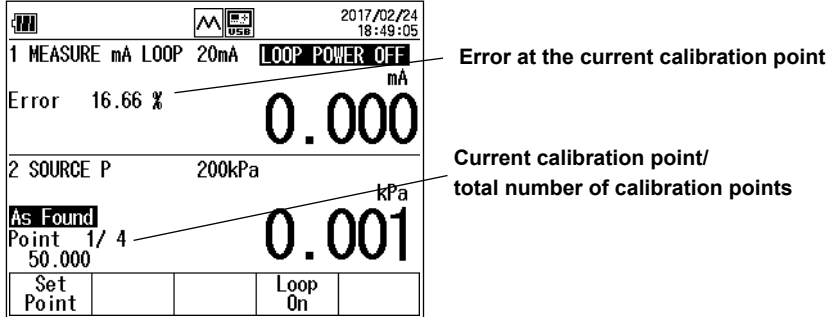 2017/02/24
USB 18:49:05
1 MEASURE mA LOOP 20mA LOOP POWER OFF
mA
Error 16.66 %
0.000
Error at the current calibration point
2 SOURCE P 200kPa
kPa
As Found
Point 1/ 4
50.000
0.001
Current calibration point/
total number of calibration points
Set Point
Loop On